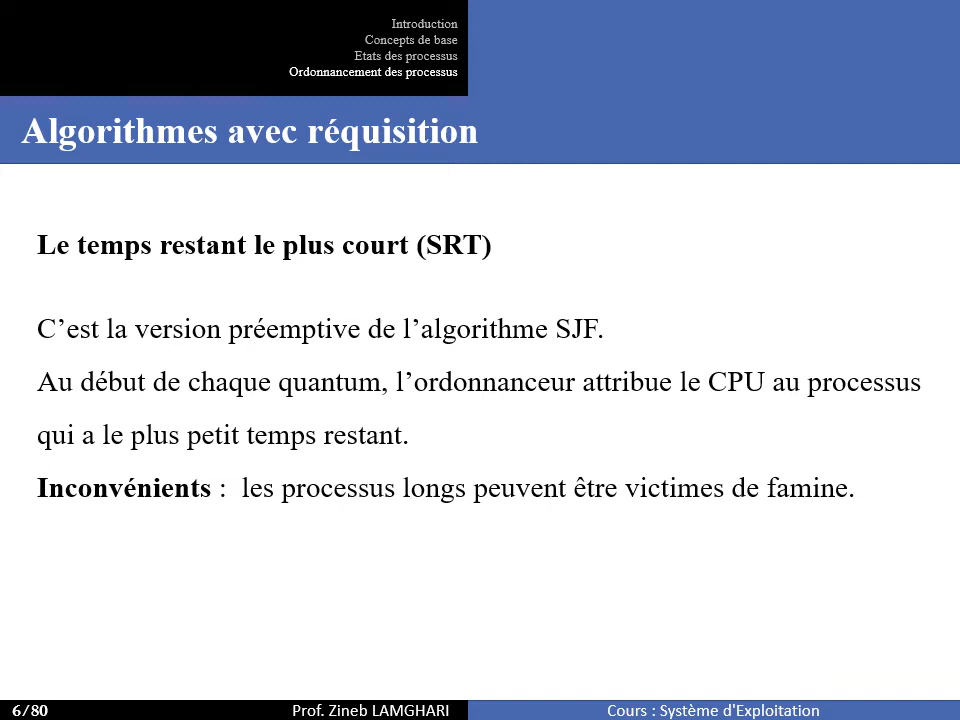 Introduction
Concepts de base
Etats des processus
Ordonnancement des processus
Algorithmes avec réquisition
Le temps restant le plus court (SRT)
C’est la version préemptive de l’algorithme SJF.
Au début de chaque quantum, l’ordonnanceur attribue le CPU au processus
qui a le plus petit temps restant.
Inconvénients :  les processus longs peuvent être victimes de famine.
6/80
Prof. Zineb LAMGHARI
Cours : Système d'Exploitation